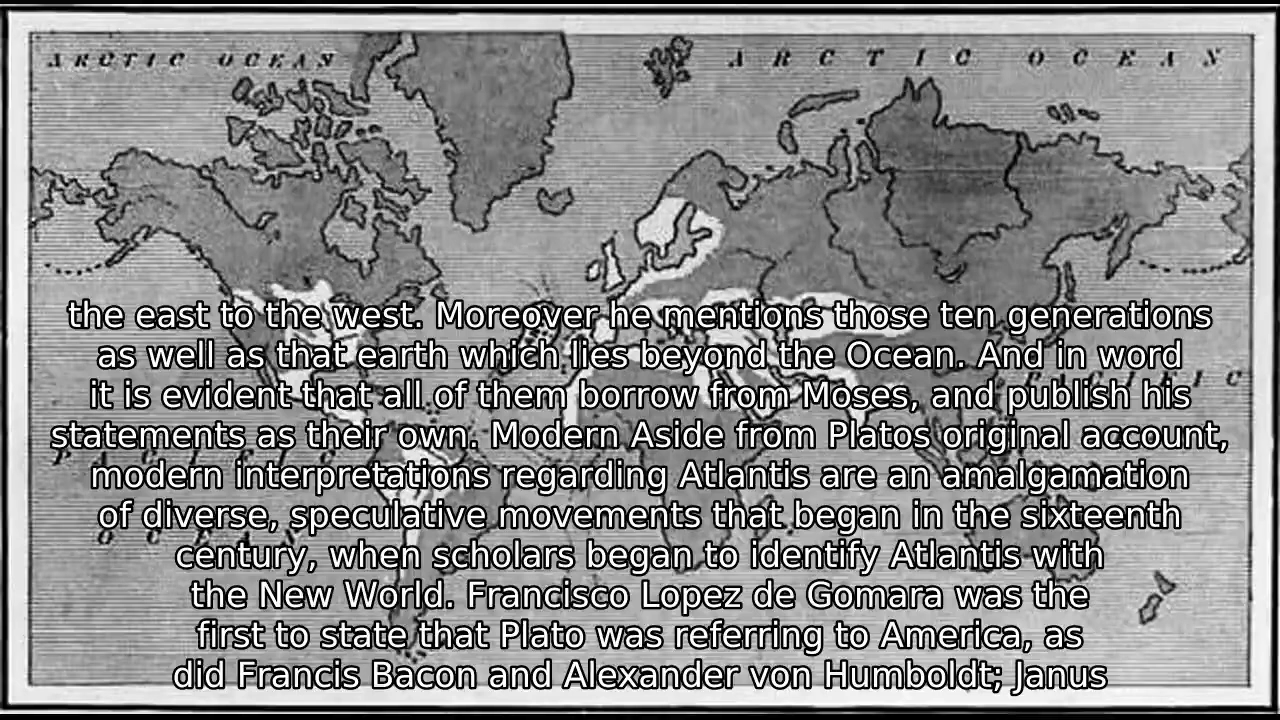 ARCTIC OCEAN
ARCTIC OCEAN
the east to the west. Moreover he mentions those ten generations
as well as that earth which lies beyond the Ocean. And in word
it is evident that all of them borrow from Moses, and publish his
statements as their own. Modern Aside from Platos original account,
modern interpretations regarding Atlantis are an amalgamation
of diverse, speculative movements that began in the sixteenth
century, when scholars began to identify Atlantis with
the New World. Francisco Lopez de Gomara was the
first to state that Plato was referring to America, as
did Francis Bacon and Alexander von Humboldt; Janus